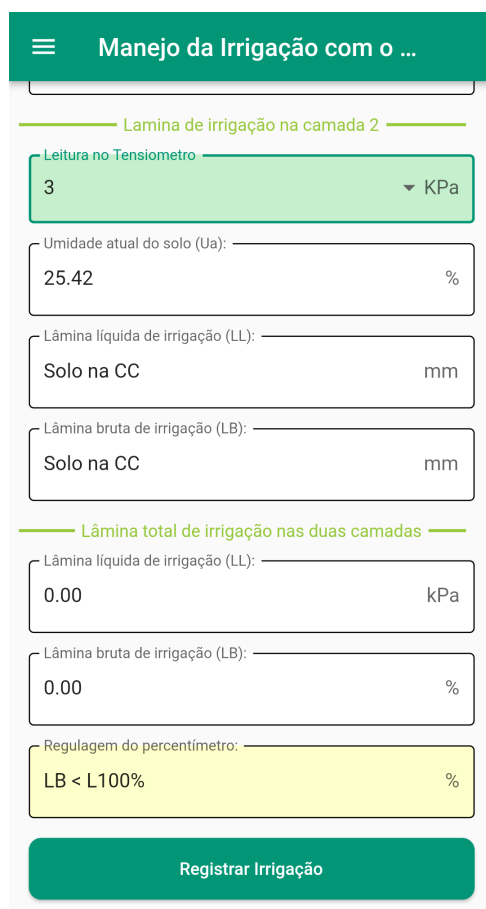 Manejo da Irrigação com o ...
Lamina de irrigação na camada 2
Leitura no Tensiometro
3 KPa
Umidade atual do solo (Ua):
25.42 %
Lâmina líquida de irrigação (LL):
Solo na CC mm
Lâmina bruta de irrigação (LB):
Solo na CC mm
Lâmina total de irrigação nas duas camadas
Lâmina líquida de irrigação (LL):
0.00 kPa
Lâmina bruta de irrigação (LB):
0.00 %
Regulagem do percentímetro:
LB < L100% %
Registrar Irrigação